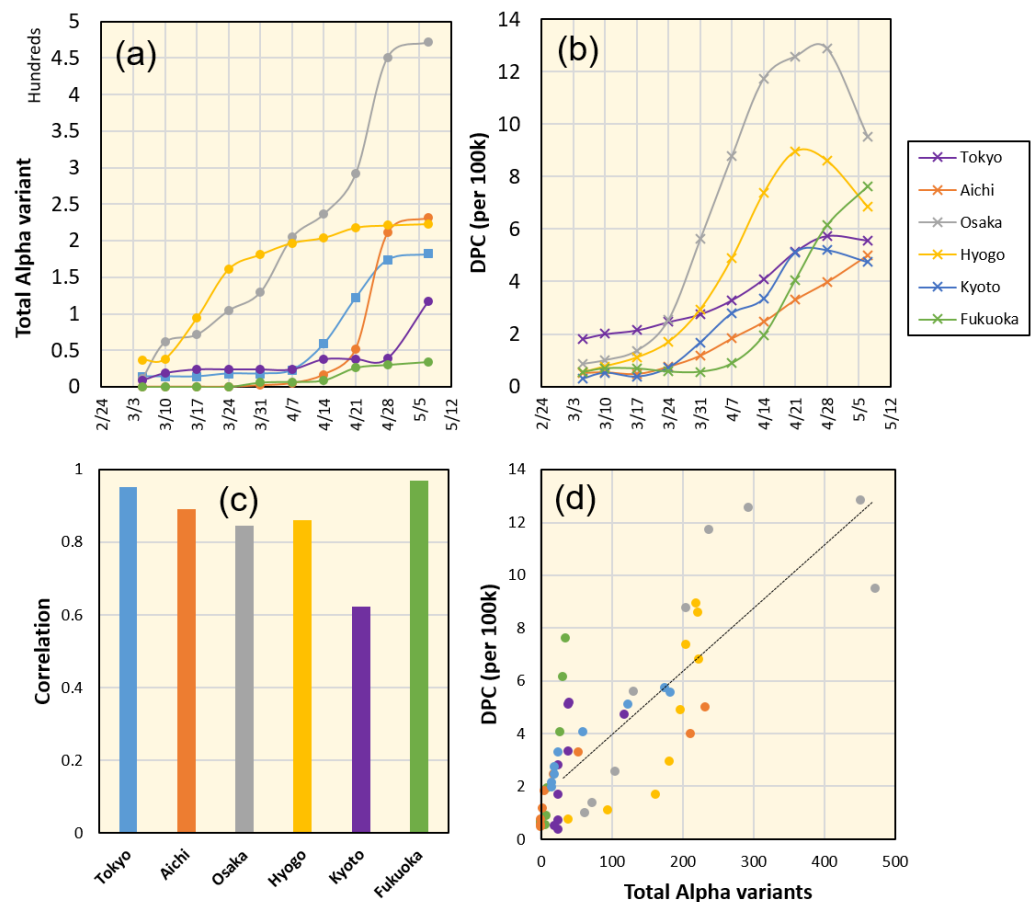 (a)
Hundreds
Total Alpha variant
5
4.5
4
3.5
3
2.5
2
1.5
1
0.5
0
2/24
3/3
3/10
3/17
3/24
3/31
4/7
4/14
4/21
4/28
5/5
5/12
(b)
DPC (per 100k)
14
12
10
8
6
4
2
0
2/24
3/3
3/10
3/17
3/24
3/31
4/7
4/14
4/21
4/28
5/5
5/12
Tokyo
Aichi
Osaka
Hyogo
Kyoto
Fukuoka
(c)
Correlation
1
0.8
0.6
0.4
0.2
0
Tokyo
Aichi
Osaka
Hyogo
Kyoto
Fukuoka
(d)
DPC (per 100k)
14
12
10
8
6
4
2
0
0
100
200
300
400
500
Total Alpha variants